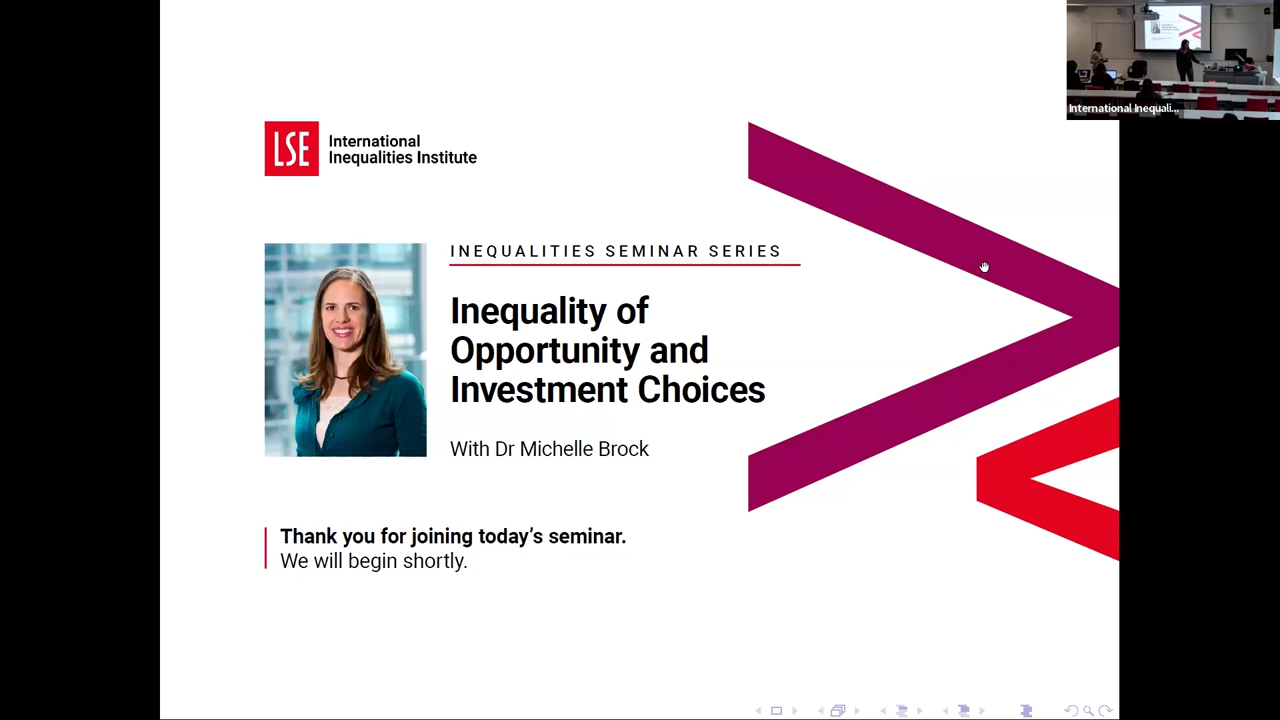 International Inequali...
LSE
International
Inequalities Institute
INEQUALITIES SEMINAR SERIES
Inequality of
Opportunity and
Investment Choices
With Dr Michelle Brock
Thank you for joining today's seminar.
We will begin shortly.